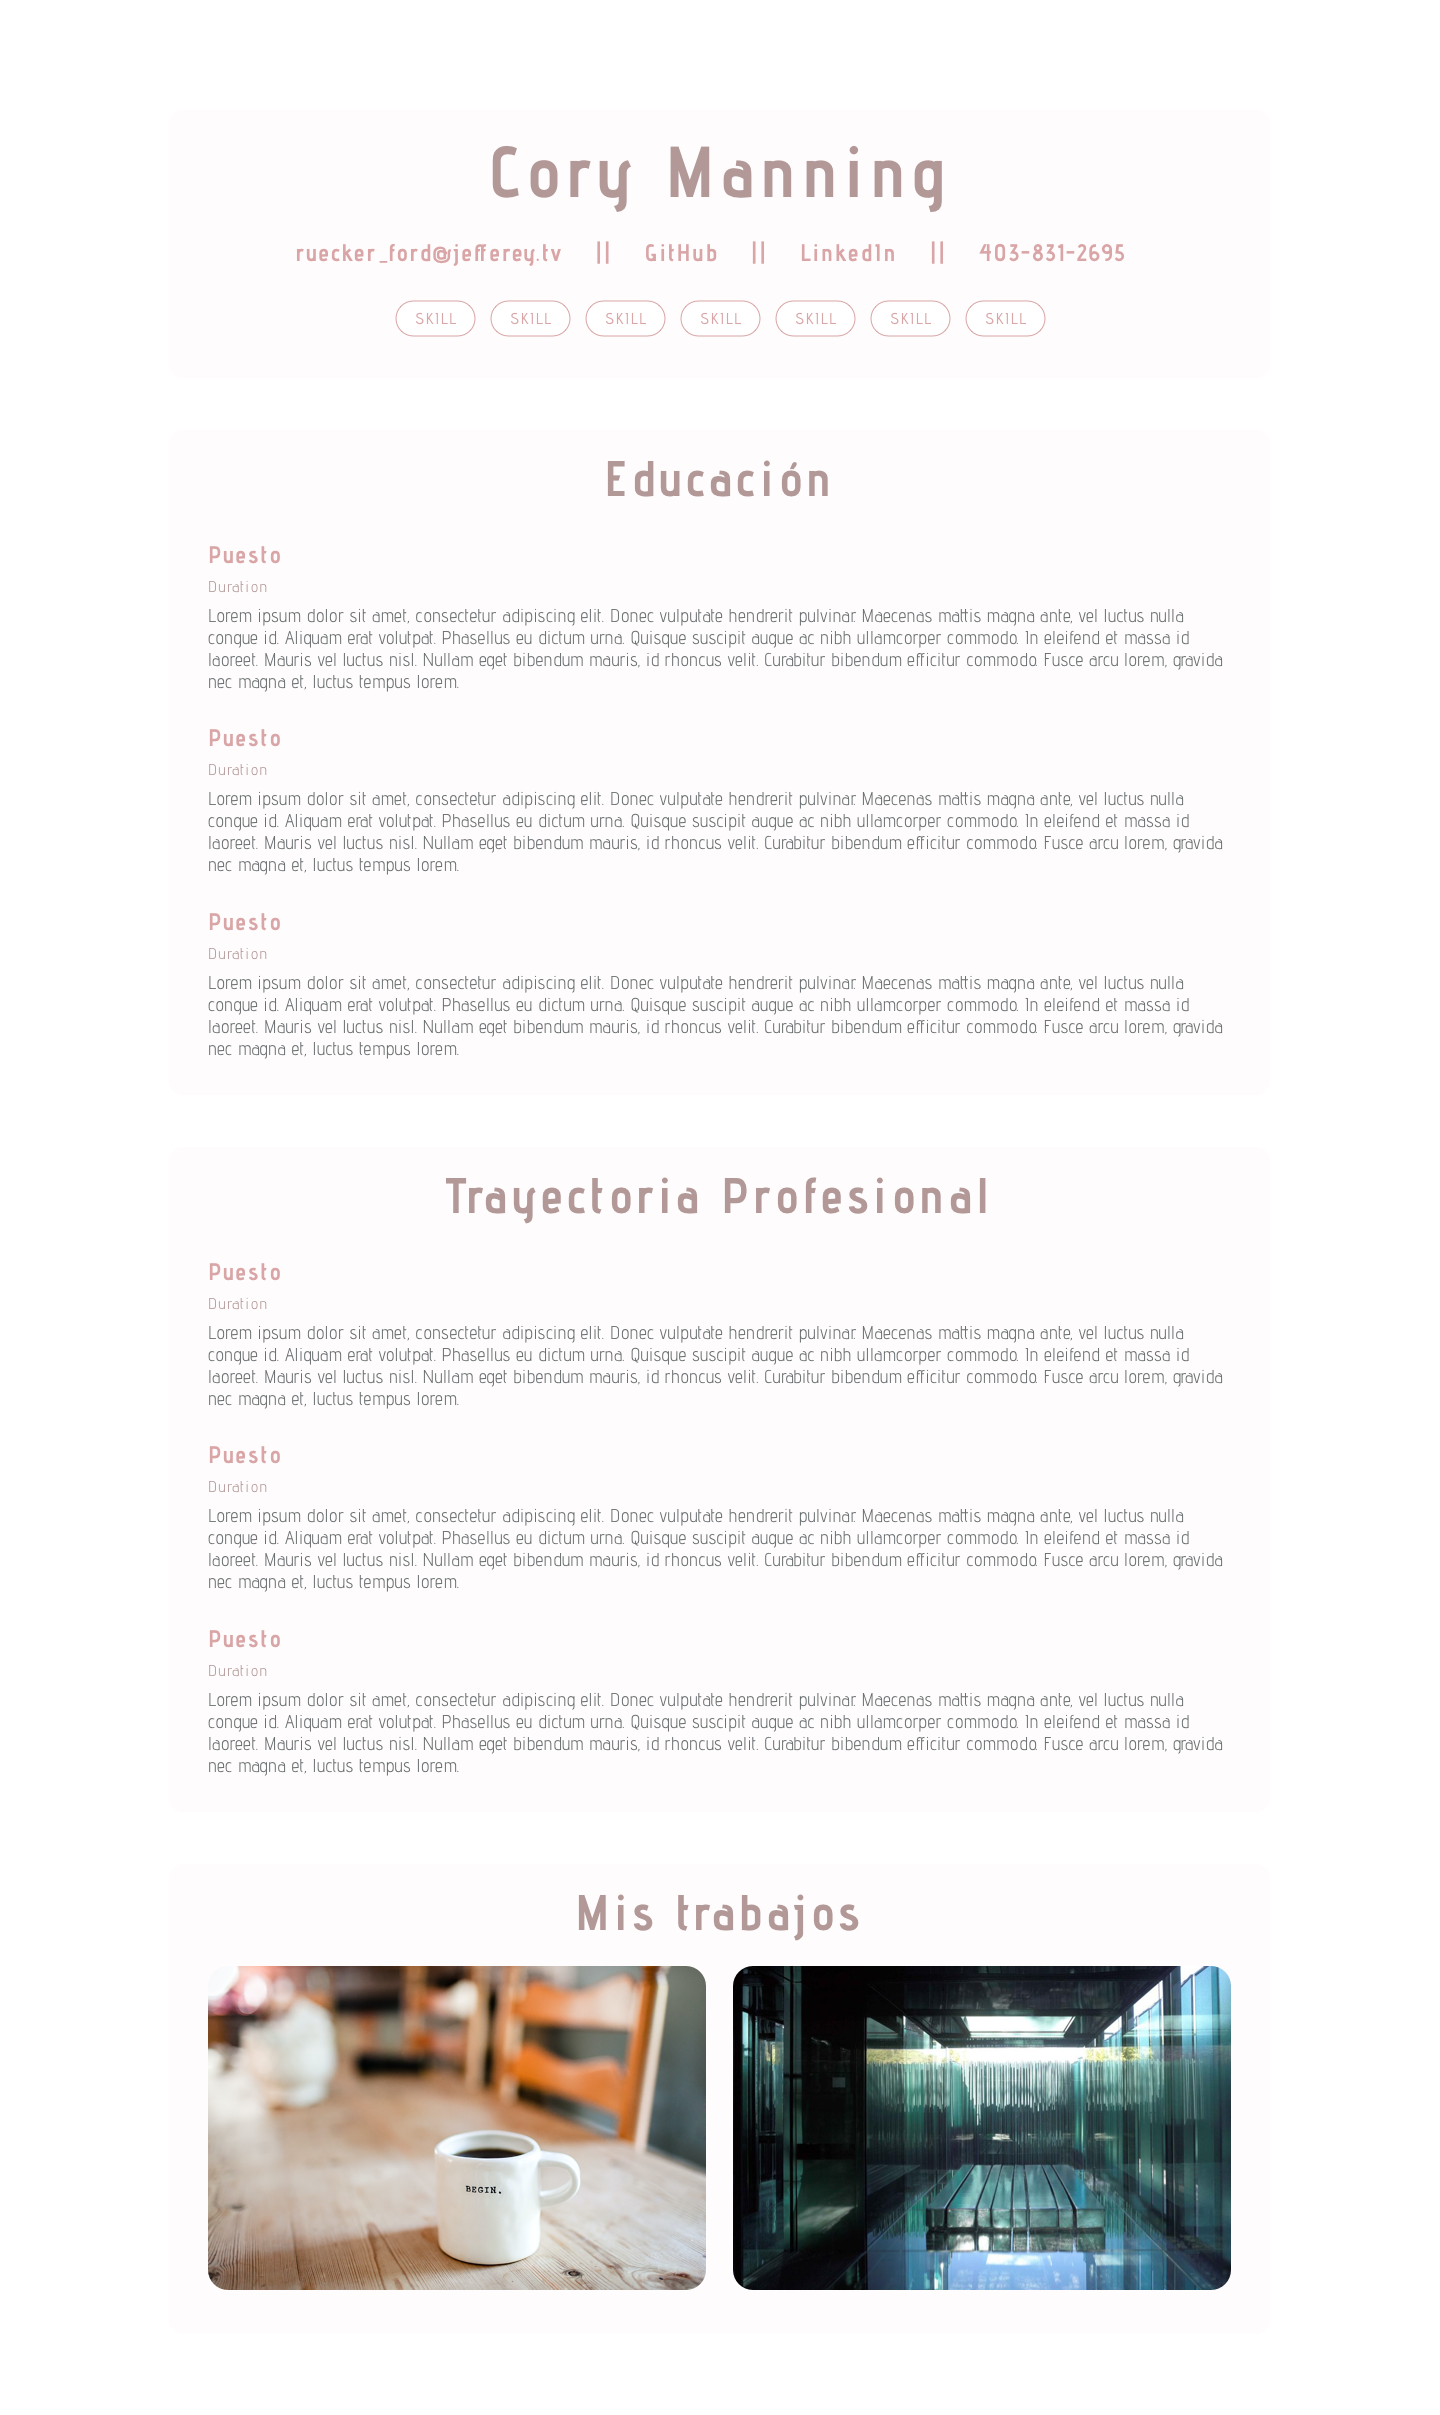 Cory Manning
ruecker_ford@jefferey.tv || GitHub || LinkedIn || 403-831-2695
SKILL SKILL SKILL SKILL SKILL SKILL SKILL
Educación
Puesto
Duration
Lorem ipsum dolor sit amet, consectetur adipiscing elit. Donec vulputate hendrerit pulvinar. Maecenas mattis magna ante, vel luctus nulla
congue id. Aliquam erat volutpat. Phasellus eu dictum urna. Quisque suscipit augue ac nibh ullamcorper commodo. In eleifend et massa id
laoreet. Mauris vel luctus nisl. Nullam eget bibendum mauris, id rhoncus velit. Curabitur bibendum efficitur commodo. Fusce arcu lorem, gravida
nec magna et, luctus tempus lorem.
Puesto
Duration
Lorem ipsum dolor sit amet, consectetur adipiscing elit. Donec vulputate hendrerit pulvinar. Maecenas mattis magna ante, vel luctus nulla
congue id. Aliquam erat volutpat. Phasellus eu dictum urna. Quisque suscipit augue ac nibh ullamcorper commodo. In eleifend et massa id
laoreet. Mauris vel luctus nisl. Nullam eget bibendum mauris, id rhoncus velit. Curabitur bibendum efficitur commodo. Fusce arcu lorem, gravida
nec magna et, luctus tempus lorem.
Puesto
Duration
Lorem ipsum dolor sit amet, consectetur adipiscing elit. Donec vulputate hendrerit pulvinar. Maecenas mattis magna ante, vel luctus nulla
congue id. Aliquam erat volutpat. Phasellus eu dictum urna. Quisque suscipit augue ac nibh ullamcorper commodo. In eleifend et massa id
laoreet. Mauris vel luctus nisl. Nullam eget bibendum mauris, id rhoncus velit. Curabitur bibendum efficitur commodo. Fusce arcu lorem, gravida
nec magna et, luctus tempus lorem.
Trayectoria Profesional
Puesto
Duration
Lorem ipsum dolor sit amet, consectetur adipiscing elit. Donec vulputate hendrerit pulvinar. Maecenas mattis magna ante, vel luctus nulla
congue id. Aliquam erat volutpat. Phasellus eu dictum urna. Quisque suscipit augue ac nibh ullamcorper commodo. In eleifend et massa id
laoreet. Mauris vel luctus nisl. Nullam eget bibendum mauris, id rhoncus velit. Curabitur bibendum efficitur commodo. Fusce arcu lorem, gravida
nec magna et, luctus tempus lorem.
Puesto
Duration
Lorem ipsum dolor sit amet, consectetur adipiscing elit. Donec vulputate hendrerit pulvinar. Maecenas mattis magna ante, vel luctus nulla
congue id. Aliquam erat volutpat. Phasellus eu dictum urna. Quisque suscipit augue ac nibh ullamcorper commodo. In eleifend et massa id
laoreet. Mauris vel luctus nisl. Nullam eget bibendum mauris, id rhoncus velit. Curabitur bibendum efficitur commodo. Fusce arcu lorem, gravida
nec magna et, luctus tempus lorem.
Puesto
Duration
Lorem ipsum dolor sit amet, consectetur adipiscing elit. Donec vulputate hendrerit pulvinar. Maecenas mattis magna ante, vel luctus nulla
congue id. Aliquam erat volutpat. Phasellus eu dictum urna. Quisque suscipit augue ac nibh ullamcorper commodo. In eleifend et massa id
laoreet. Mauris vel luctus nisl. Nullam eget bibendum mauris, id rhoncus velit. Curabitur bibendum efficitur commodo. Fusce arcu lorem, gravida
nec magna et, luctus tempus lorem.
Mis trabajos
BEGIN.